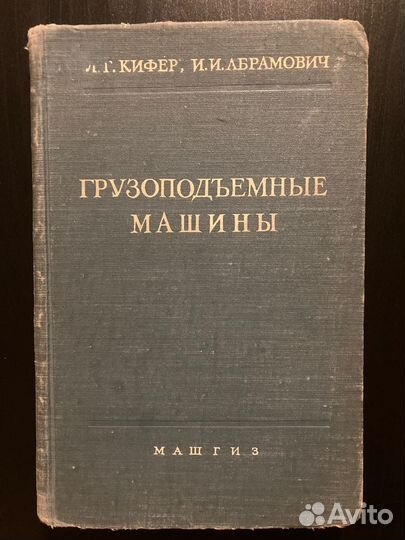 Л.Г.КИФЕР, И.И.АБРАМОВИЧ
ГРУЗОПОДЪЕМНЫЕ
МАШИНЫ
МАШГИЗ
Avito